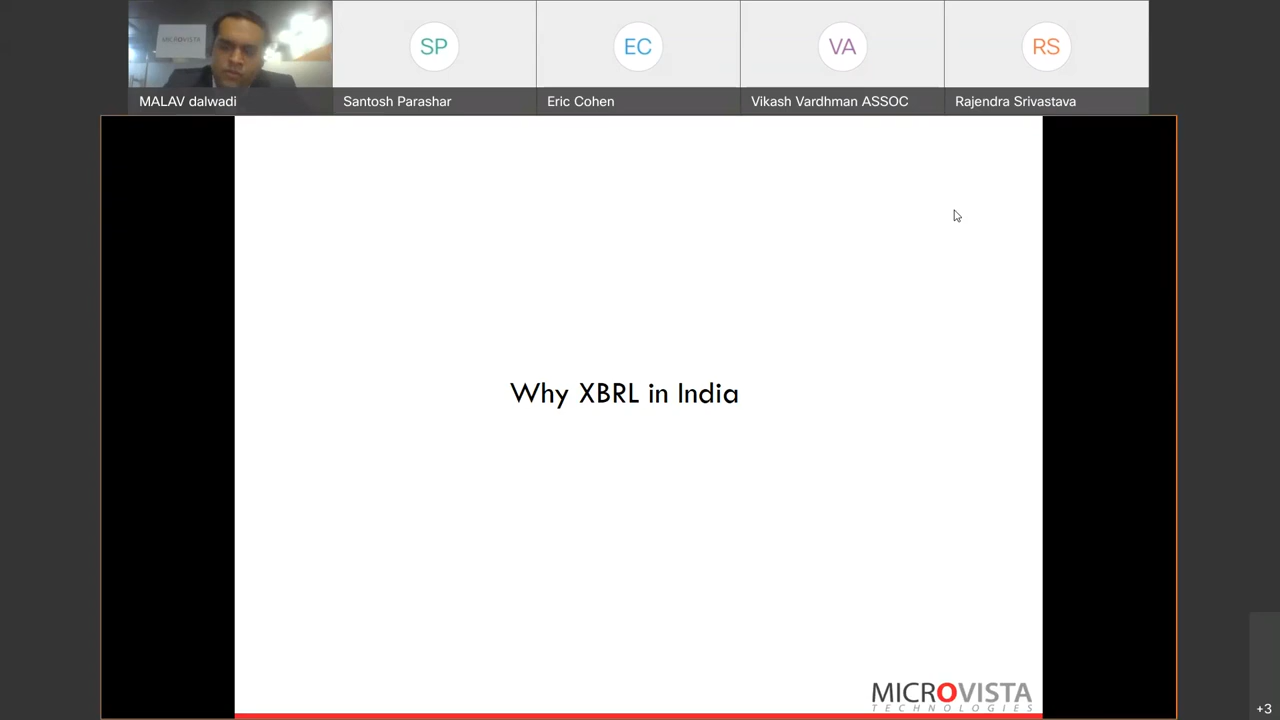 MICROVISTA
SP
EC
VA
RS
MALAV dalwadi
Santosh Parashar
Eric Cohen
Vikash Vardhman ASSOC
Rajendra Srivastava
Why XBRL in India
MICROVISTA
TECHNOLOGIES
+3